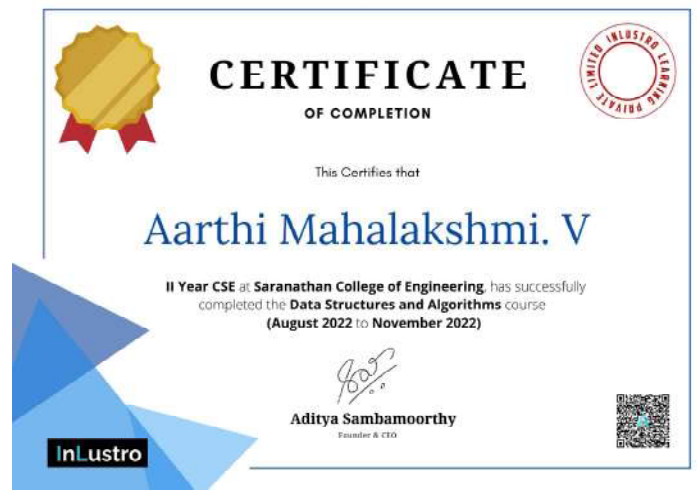 CERTIFICATE
OF COMPLETION
INLUSTRO LEARNING PRIVATE LIMITED
This Certifies that
Aarthi Mahalakshmi. V
II Year CSE at Saranathan College of Engineering, has successfully
completed the Data Structures and Algorithms course
(August 2022 to November 2022)
Aditya Sambamoorthy
Founder & CEO
InLustro